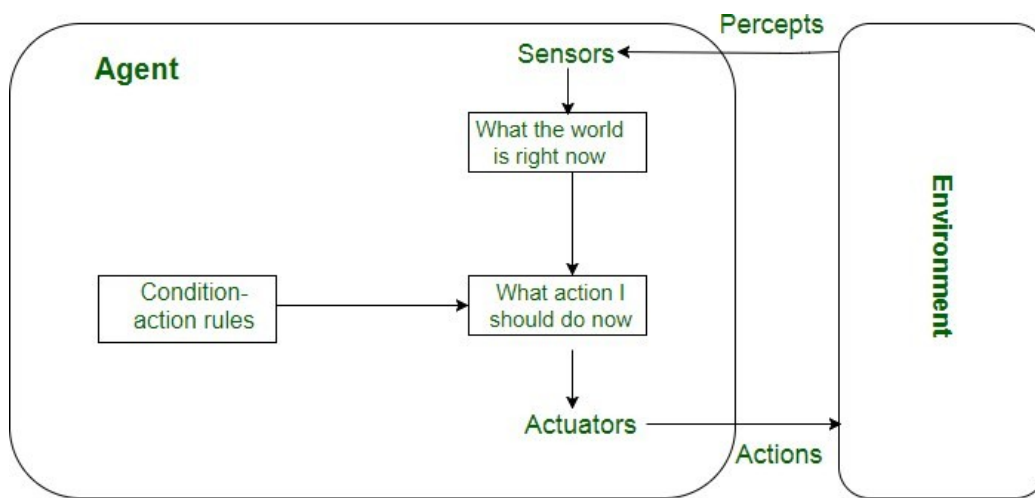 Percepts
Sensors
Agent
What the world
is right now
Environment
Condition-
action rules
What action I
should do now
Actuators
Actions